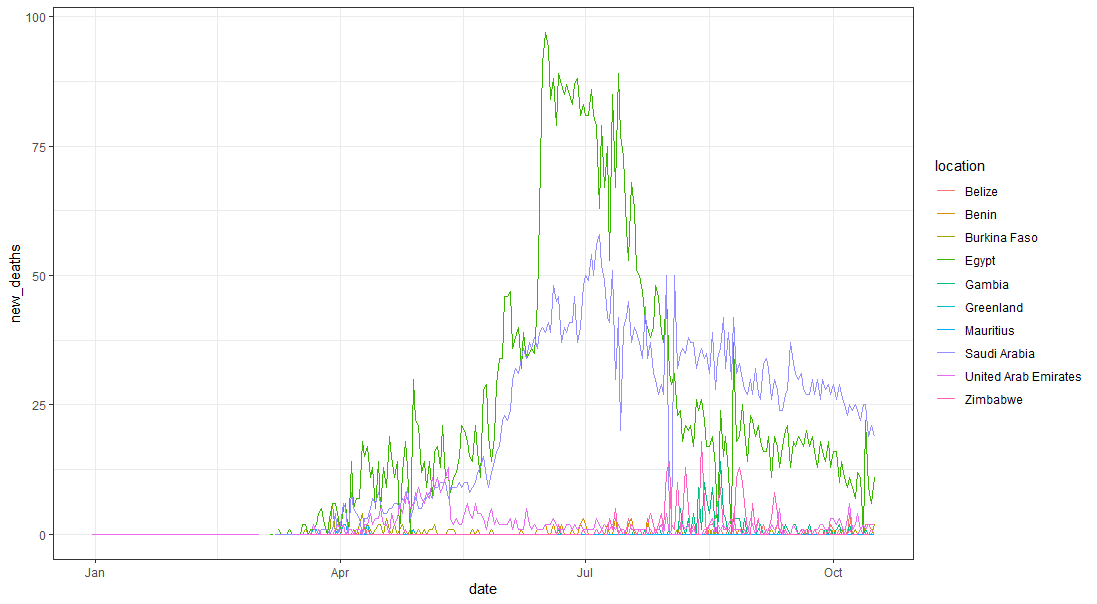 100
75
50
25
0
new_deaths
Jan
Apr
Jul
Oct
date
location
Belize
Benin
Burkina Faso
Egypt
Gambia
Greenland
Mauritius
Saudi Arabia
United Arab Emirates
Zimbabwe